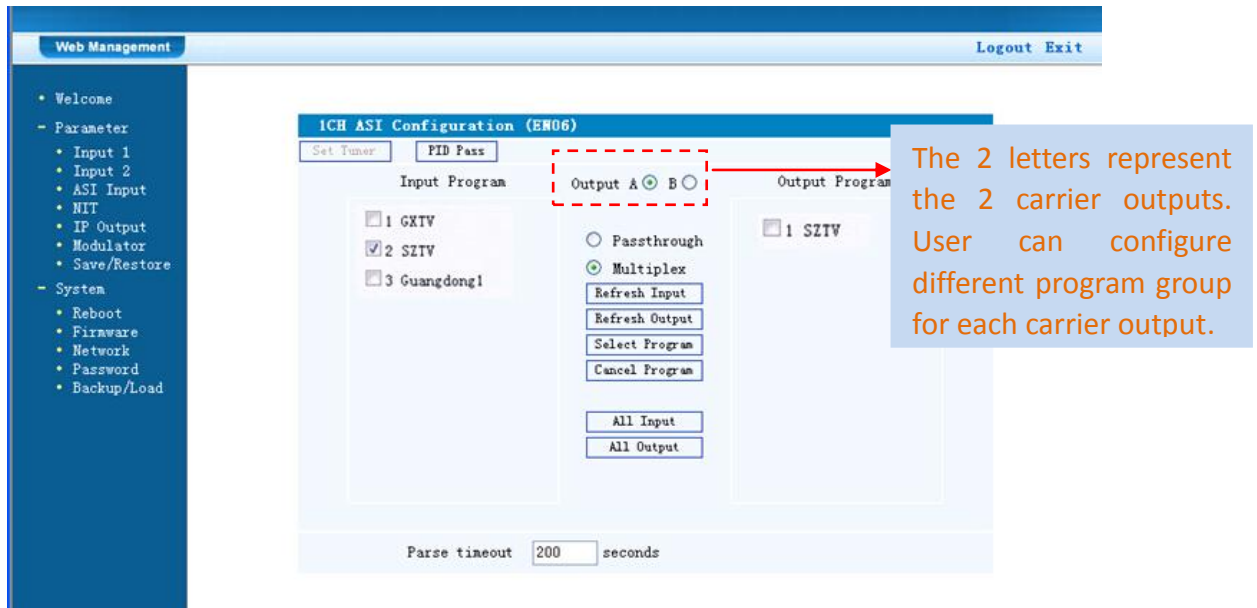 Web Management
Logout Exit
Welcome
Parameter
Input 1
Input 2
ASI Input
NIT
IP Output
Modulator
Save/Restore
System
Reboot
Firmware
Network
Password
Backup/Load
1CH ASI Configuration (EN06)
Set Tuner PID Pass
Input Program
1 GXTV
2 SZTV
3 Guangdong1
Output A B
Passthrough
Multiplex
Refresh Input
Refresh Output
Select Program
Cancel Program
All Input
All Output
Output Program
1 SZTV
Parse timeout 200 seconds
The 2 letters represent
the 2 carrier outputs.
User can configure
different program group
for each carrier output.